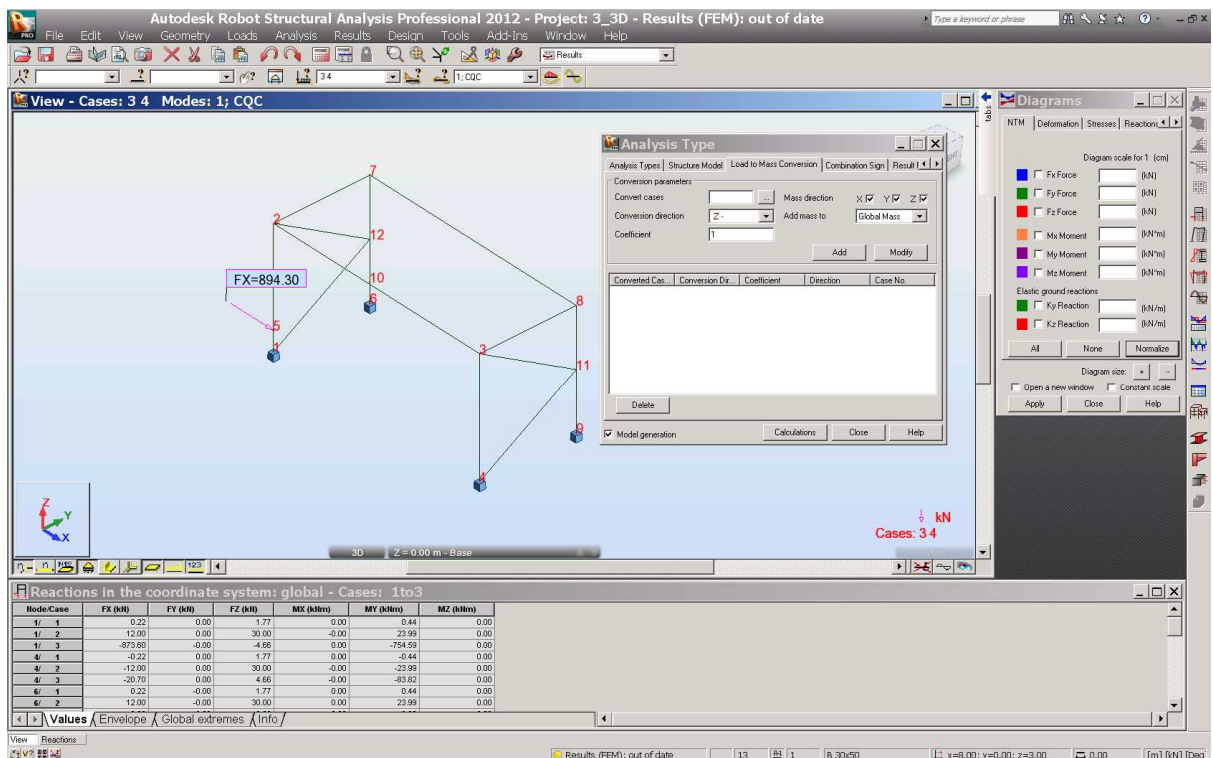 Autodesk Robot Structural Analysis Professional 2012 - Project: 3_3D - Results (FEM): out of date
Type a keyword or phrase
PRO File Edit View Geometry Loads Analysis Results Design Tools Add-Ins Window Help
Results
3 4
1; CQC
View - Cases: 3 4 Modes: 1; CQC
7
2
12
FX=894.30
10
6
8
5
1
3
11
9
4
Z
Y
X
kN
Cases: 3 4
3D Z = 0.00 m - Base
tabs
Analysis Type
Analysis Types Structure Model Load to Mass Conversion Combination Sign Result
Conversion parameters
Convert cases ... Mass direction X Y Z
Conversion direction Z - Add mass to Global Mass
Coefficient 1
Add Modify
Converted Cas... Conversion Dir... Coefficient Direction Case No.
Delete
Model generation Calculations Close Help
Diagrams
NTM Deformation Stresses Reactions
Diagram scale for 1 (cm)
Fx Force (kN)
Fy Force (kN)
Fz Force (kN)
Mx Moment (kN*m)
My Moment (kN*m)
Mz Moment (kN*m)
Elastic ground reactions
Ky Reaction (kN/m)
Kz Reaction (kN/m)
All None Normalize
Diagram size: + --
Open a new window Constant scale
Apply Close Help
123
Reactions in the coordinate system: global - Cases: 1to3
Node/Case FX (kN) FY (kN) FZ (kN) MX (kNm) MY (kNm) MZ (kNm)
1/ 1 0.22 0.00 1.77 0.00 0.44 0.00
1/ 2 12.00 0.00 30.00 -0.00 23.99 0.00
1/ 3 -873.60 -0.00 -4.66 0.00 -754.59 0.00
4/ 1 -0.22 0.00 1.77 0.00 -0.44 0.00
4/ 2 -12.00 0.00 30.00 -0.00 -23.99 0.00
4/ 3 -20.70 0.00 4.66 -0.00 -83.82 0.00
6/ 1 0.22 -0.00 1.77 0.00 0.44 0.00
6/ 2 12.00 -0.00 30.00 0.00 23.99 0.00
Values Envelope Global extremes Info
View Reactions
Results (FEM): out of date 13 1 B 30x50 x=8.00; y=0.00; z=3.00 0.00 [m] [kN] [Deg